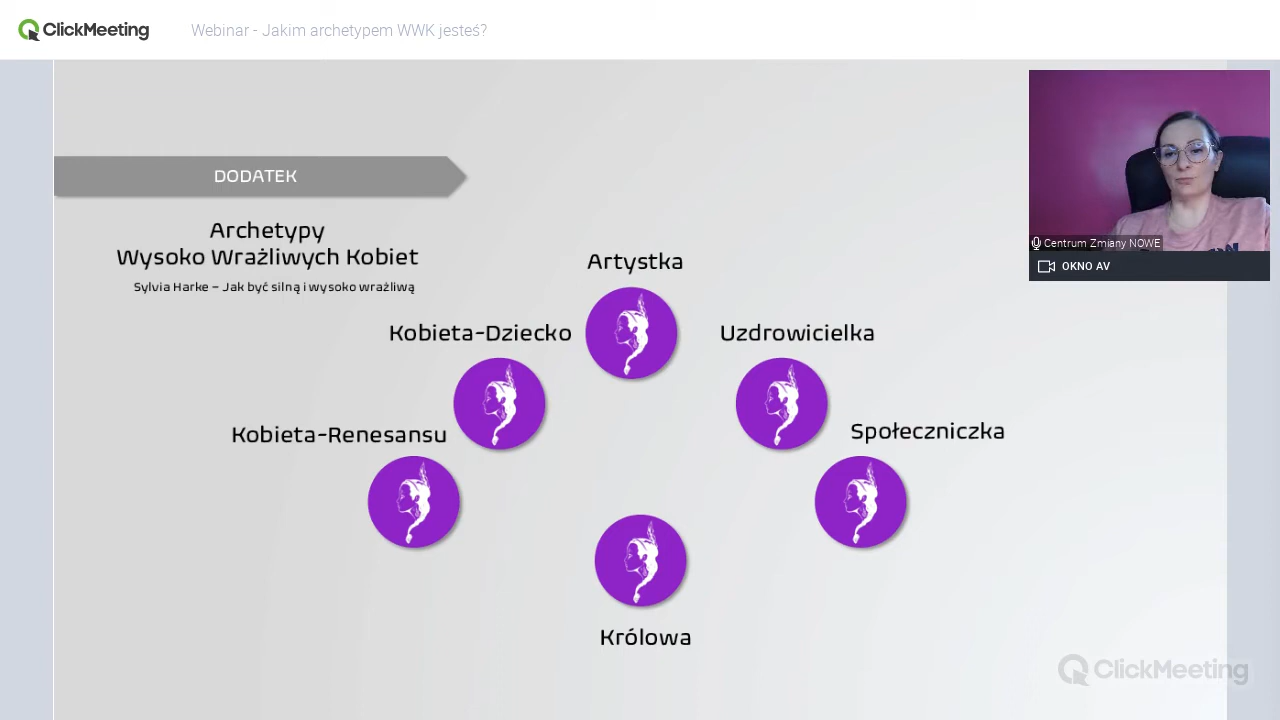 ClickMeeting
Webinar - Jakim archetypem WWK jesteś?
DODATEK
Archetypy
Wysoko Wrażliwych Kobiet
Sylvia Harke – Jak być silną i wysoko wrażliwą
Centrum Zmiany NOWE
OKNO AV
Artystka
Kobieta-Dziecko
Uzdrowicielka
Kobieta-Renesansu
Społeczniczka
Królowa
ClickMeeting